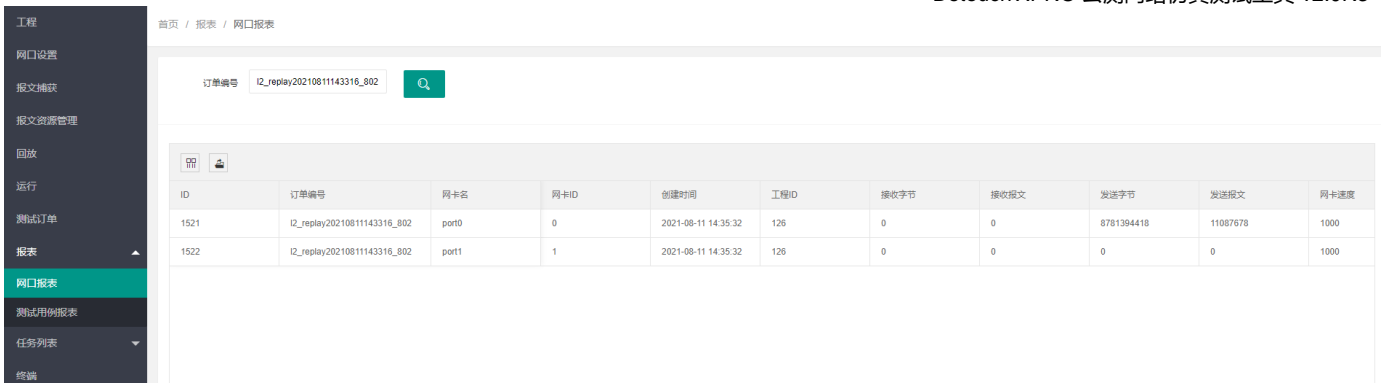 工程
首页 / 报表 / 网口报表
网口设置
报文捕获
订单编号 l2_replay20210811143316_802
报文资源管理
回放
运行
ID 订单编号 网卡名 网卡ID 创建时间 工程ID 接收字节 接收报文 发送字节 发送报文 网卡速度
测试订单
1521 l2_replay20210811143316_802 port0 0 2021-08-11 14:35:32 126 0 0 8781394418 11087678 1000
报表
1522 l2_replay20210811143316_802 port1 1 2021-08-11 14:35:32 126 0 0 0 0 1000
网口报表
测试用例报表
任务列表
终端